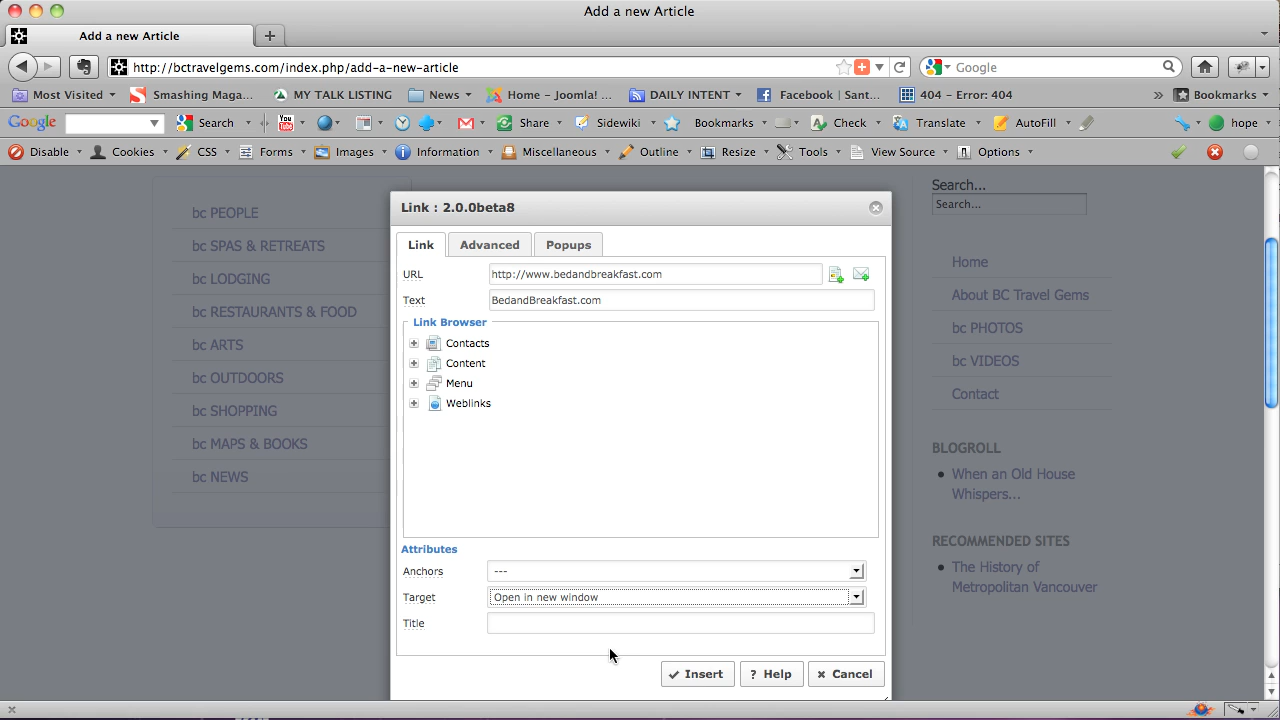 Add a new Article
Add a new Article
http://bctravelgems.com/index.php/add-a-new-article
Google
Most Visited
Smashing Maga...
MY TALK LISTING
News
Home – Joomla! ...
DAILY INTENT
Facebook | Sant...
404 – Error: 404
»
Bookmarks
Google
Search
You Tube
Share
Sidewiki
Bookmarks
Check
Translate
AutoFill
hope
Disable
Cookies
CSS
Forms
Images
Information
Miscellaneous
Outline
Resize
Tools
View Source
Options
bc PEOPLE
bc SPAS & RETREATS
bc LODGING
bc RESTAURANTS & FOOD
bc ARTS
bc OUTDOORS
bc SHOPPING
bc MAPS & BOOKS
bc NEWS
Link : 2.0.0beta8
Link
Advanced
Popups
URL
http://www.bedandbreakfast.com
Text
BedandBreakfast.com
Link Browser
Contacts
Content
Menu
Weblinks
Attributes
Anchors
---
Target
Open in new window
Title
Insert
? Help
Cancel
Search...
Search...
Home
About BC Travel Gems
bc PHOTOS
bc VIDEOS
Contact
BLOGROLL
When an Old House
Whispers...
RECOMMENDED SITES
The History of
Metropolitan Vancouver